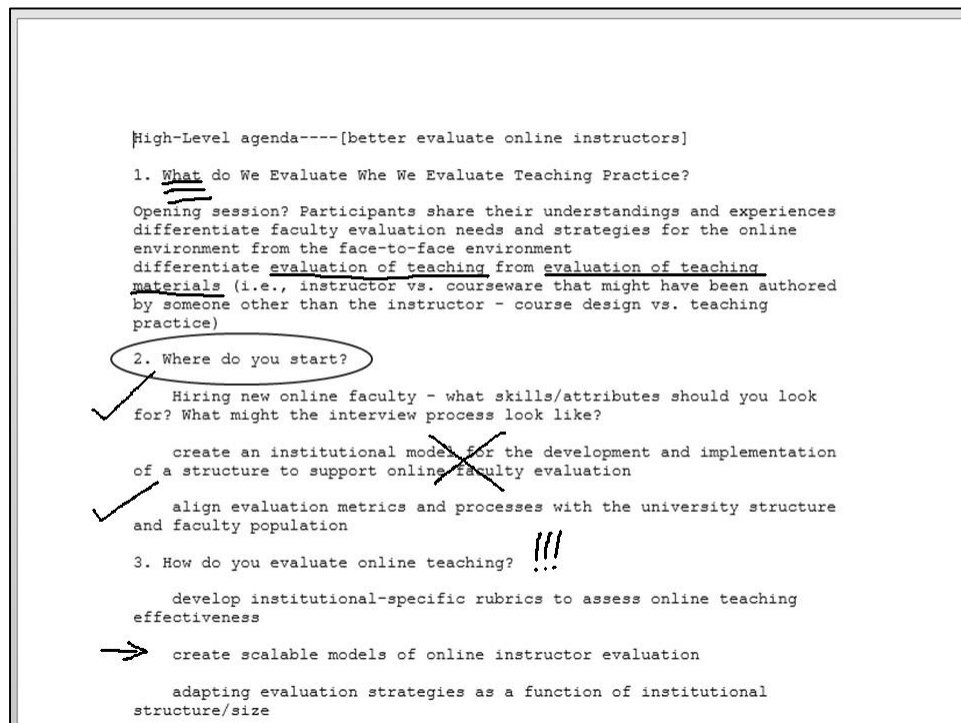 High-Level agenda----[better evaluate online instructors]
1. What do We Evaluate Whe We Evaluate Teaching Practice?
Opening session? Participants share their understandings and experiences
differentiate faculty evaluation needs and strategies for the online
environment from the face-to-face environment
differentiate evaluation of teaching from evaluation of teaching
materials (i.e., instructor vs. courseware that might have been authored
by someone other than the instructor - course design vs. teaching
practice)
2. Where do you start?
Hiring new online faculty - what skills/attributes should you look
for? What might the interview process look like?
create an institutional model for the development and implementation
of a structure to support online faculty evaluation
align evaluation metrics and processes with the university structure
and faculty population
3. How do you evaluate online teaching? !!!
develop institutional-specific rubrics to assess online teaching
effectiveness
create scalable models of online instructor evaluation
adapting evaluation strategies as a function of institutional
structure/size